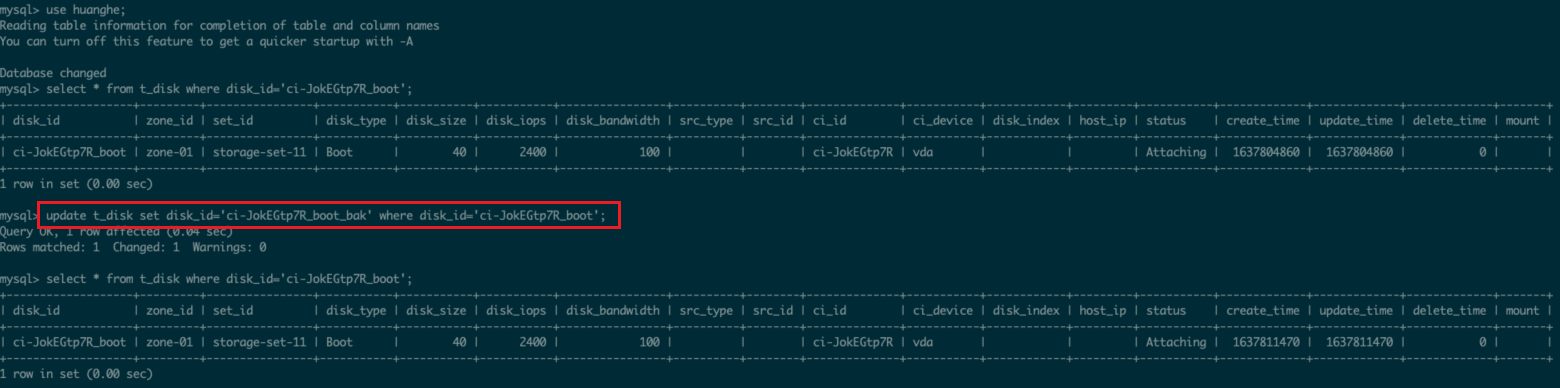 mysql> use huanghe;
Reading table information for completion of table and column names
You can turn off this feature to get a quicker startup with -A
Database changed
mysql> select * from t_disk where disk_id='ci-JokEGtp7R_boot';
+------------------+---------+----------------+-----------+-----------+-----------+----------------+----------+--------+---------------+-----------+------------+---------+-----------+-------------+-------------+-------------+-------+
| disk_id | zone_id | set_id | disk_type | disk_size | disk_iops | disk_bandwidth | src_type | src_id | ci_id | ci_device | disk_index | host_ip | status | create_time | update_time | delete_time | mount |
+------------------+---------+----------------+-----------+-----------+-----------+----------------+----------+--------+---------------+-----------+------------+---------+-----------+-------------+-------------+-------------+-------+
| ci-JokEGtp7R_boot | zone-01 | storage-set-11 | Boot | 40 | 2400 | 100 | | | ci-JokEGtp7R | vda | | | Attaching | 1637804860 | 1637804860 | 0 | |
+------------------+---------+----------------+-----------+-----------+-----------+----------------+----------+--------+---------------+-----------+------------+---------+-----------+-------------+-------------+-------------+-------+
1 row in set (0.00 sec)
mysql> update t_disk set disk_id='ci-JokEGtp7R_boot_bak' where disk_id='ci-JokEGtp7R_boot';
Query OK, 1 row affected (0.04 sec)
Rows matched: 1 Changed: 1 Warnings: 0
mysql> select * from t_disk where disk_id='ci-JokEGtp7R_boot';
+------------------+---------+----------------+-----------+-----------+-----------+----------------+----------+--------+---------------+-----------+------------+---------+-----------+-------------+-------------+-------------+-------+
| disk_id | zone_id | set_id | disk_type | disk_size | disk_iops | disk_bandwidth | src_type | src_id | ci_id | ci_device | disk_index | host_ip | status | create_time | update_time | delete_time | mount |
+------------------+---------+----------------+-----------+-----------+-----------+----------------+----------+--------+---------------+-----------+------------+---------+-----------+-------------+-------------+-------------+-------+
| ci-JokEGtp7R_boot | zone-01 | storage-set-11 | Boot | 40 | 2400 | 100 | | | ci-JokEGtp7R | vda | | | Attaching | 1637811470 | 1637811470 | 0 | |
+------------------+---------+----------------+-----------+-----------+-----------+----------------+----------+--------+---------------+-----------+------------+---------+-----------+-------------+-------------+-------------+-------+
1 row in set (0.00 sec)